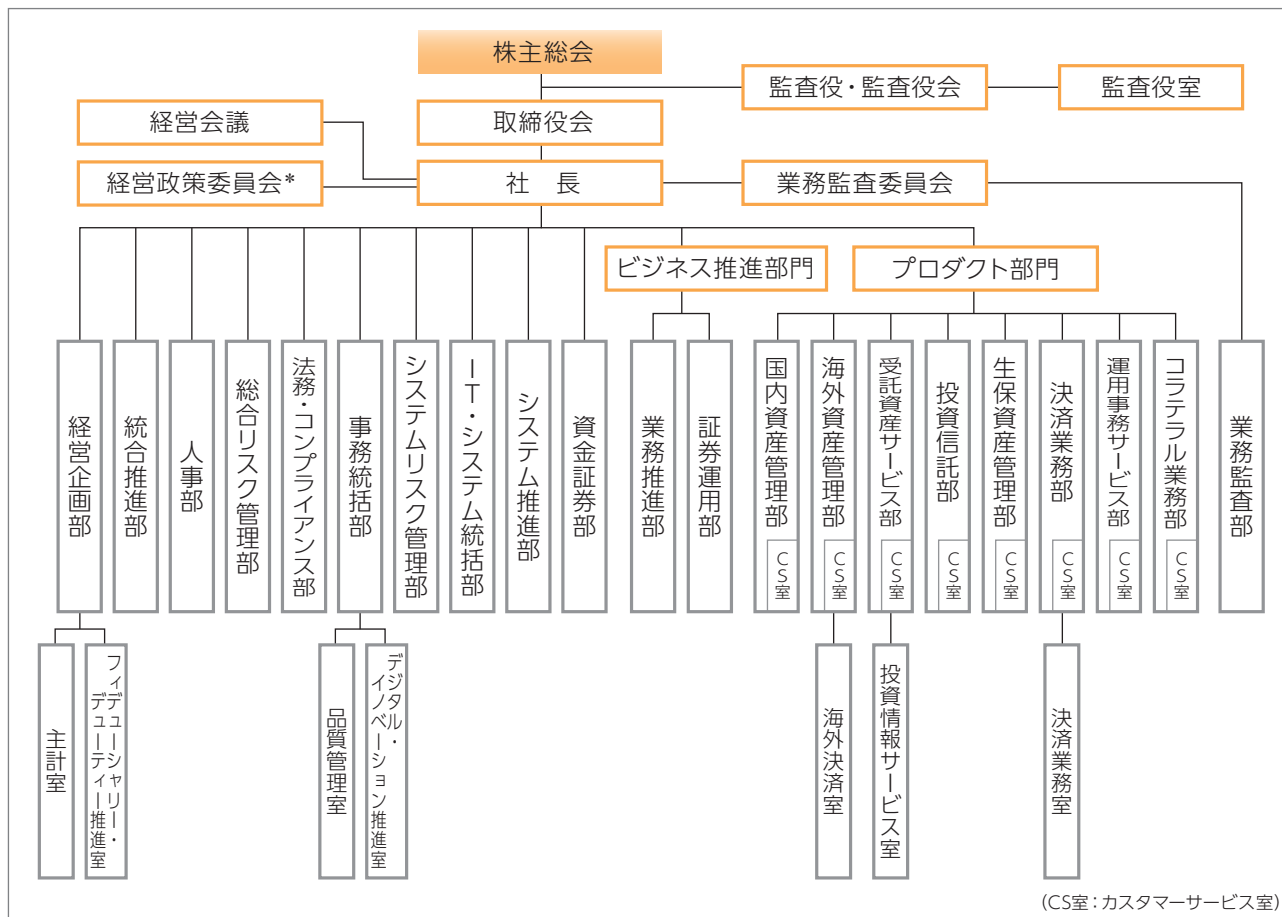 株主総会
監査役・監査役会
監査役室
経営会議
取締役会
経営政策委員会*
社　長
業務監査委員会
ビジネス推進部門
プロダクト部門
経営企画部
統合推進部
人事部
総合リスク管理部
法務・コンプライアンス部
事務統括部
システムリスク管理部
IT・システム統括部
システム推進部
資金証券部
業務推進部
証券運用部
国内資産管理部
CS室
海外資産管理部
CS室
受託資産サービス部
CS室
投資信託部
CS室
生保資産管理部
CS室
決済業務部
CS室
運用事務サービス部
CS室
コラテラル業務部
CS室
業務監査部
主計室
フィデューシャリー・
デューティー推進室
品質管理室
デジタル・
イノベーション推進室
海外決済室
投資情報サービス室
決済業務室
(CS室：カスタマーサービス室)